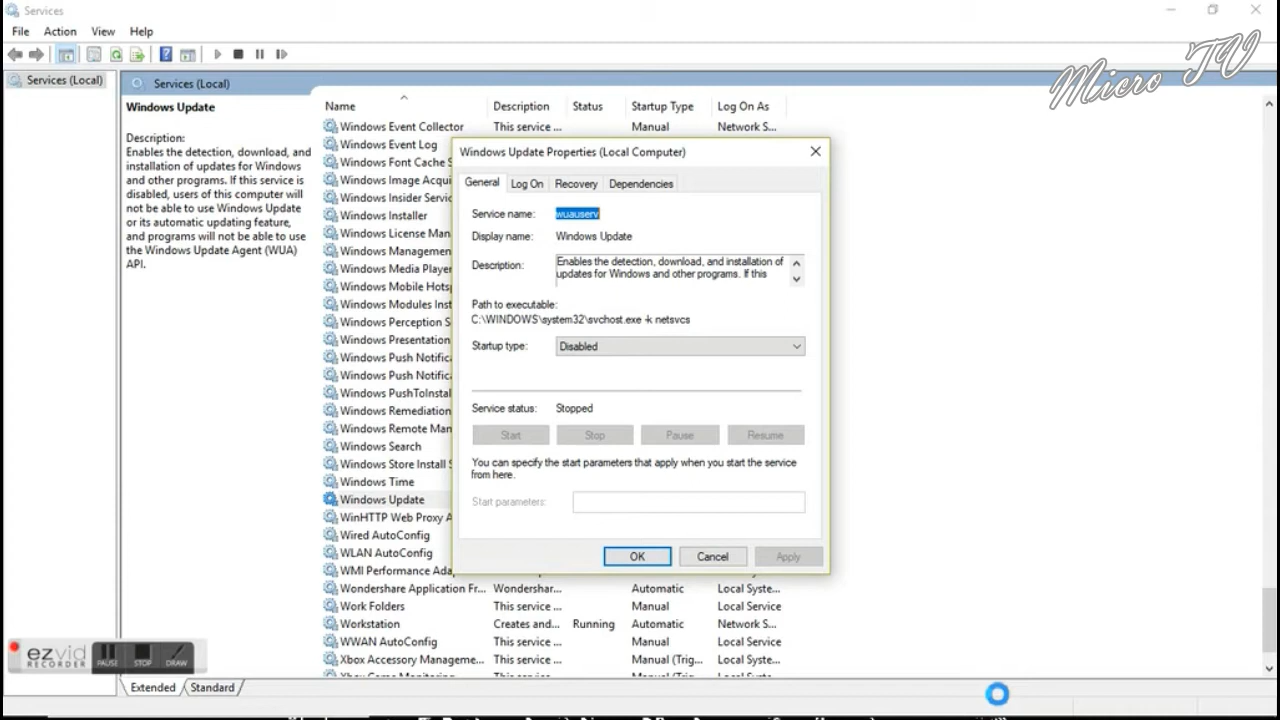 Services
File Action View Help
Micro TV
Services (Local)
Services (Local)
Windows Update
Description:
Enables the detection, download, and
installation of updates for Windows
and other programs. If this service is
disabled, users of this computer will
not be able to use Windows Update
or its automatic updating feature,
and programs will not be able to use
the Windows Update Agent (WUA)
API.
Name Description Status Startup Type Log On As
Windows Event Collector This service ... Manual Network S...
Windows Event Log
Windows Font Cache S
Windows Image Acqui
Windows Insider Servic
Windows Installer
Windows License Man
Windows Management
Windows Media Player
Windows Mobile Hots
Windows Modules Inst
Windows Perception S
Windows Presentation
Windows Push Notific
Windows Push Notific
Windows PushToInstal
Windows Remediation
Windows Remote Man
Windows Search
Windows Store Install S
Windows Time
Windows Update
WinHTTP Web Proxy A
Wired AutoConfig
WLAN AutoConfig
WMI Performance Adap
Wondershare Application Fr... Wondershar... Automatic Local Syste...
Work Folders This service ... Manual Local Service
Workstation Creates and... Running Automatic Network S...
WWAN AutoConfig This service ... Manual Local Service
Xbox Accessory Manageme... This service ... Manual (Trig... Local Syste...
Windows Update Properties (Local Computer)
General Log On Recovery Dependencies
Service name: wuauserv
Display name: Windows Update
Description: Enables the detection, download, and installation of
updates for Windows and other programs. If this
Path to executable:
C:\WINDOWS\system32\svchost.exe -k netsvcs
Startup type: Disabled
Service status: Stopped
Start Stop Pause Resume
You can specify the start parameters that apply when you start the service
from here.
Start parameters:
OK Cancel Apply
ezvid
RECORDER
PAUSE STOP DRAW
Extended Standard